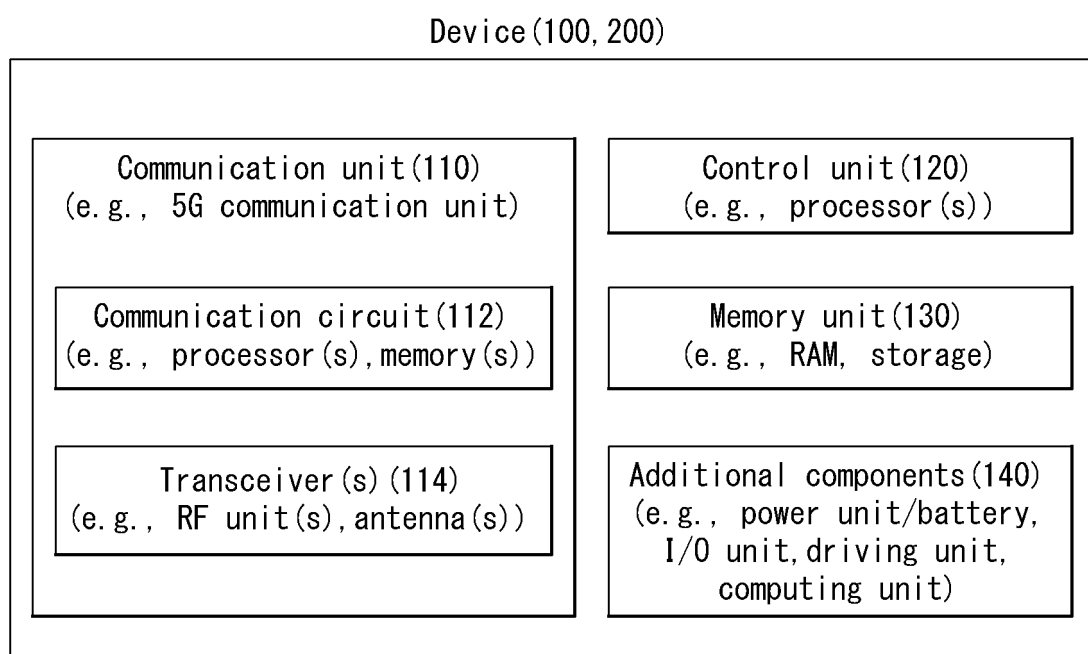 Device(100,200)
Communication unit(110)
(e.g., 5G communication unit)
Communication circuit(112)
(e.g., processor(s),memory(s))
Transceiver(s)(114)
(e.g., RF unit(s),antenna(s))
Control unit(120)
(e.g., processor(s))
Memory unit(130)
(e.g., RAM, storage)
Additional components(140)
(e.g., power unit/battery,
I/O unit,driving unit,
computing unit)